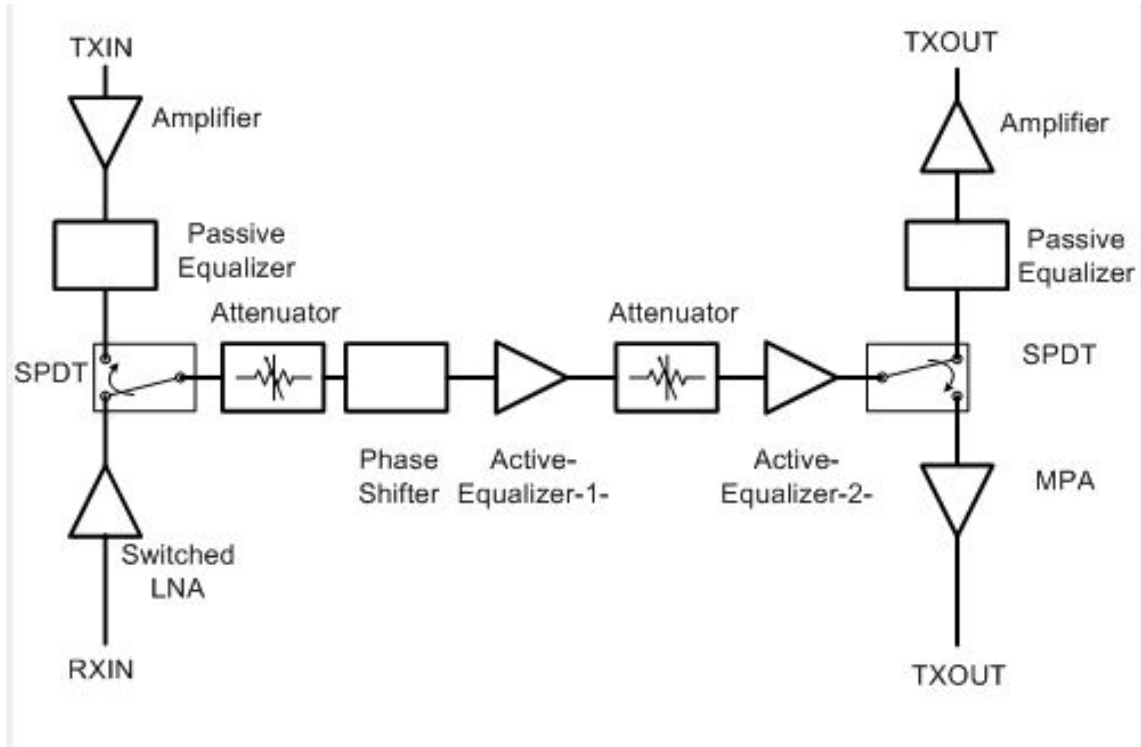 TXIN
TXOUT
Amplifier
Amplifier
Passive
Equalizer
Passive
Equalizer
Attenuator
Attenuator
SPDT
SPDT
Phase
Shifter
Active-
Equalizer-1-
Active-
Equalizer-2-
MPA
Switched
LNA
RXIN
TXOUT